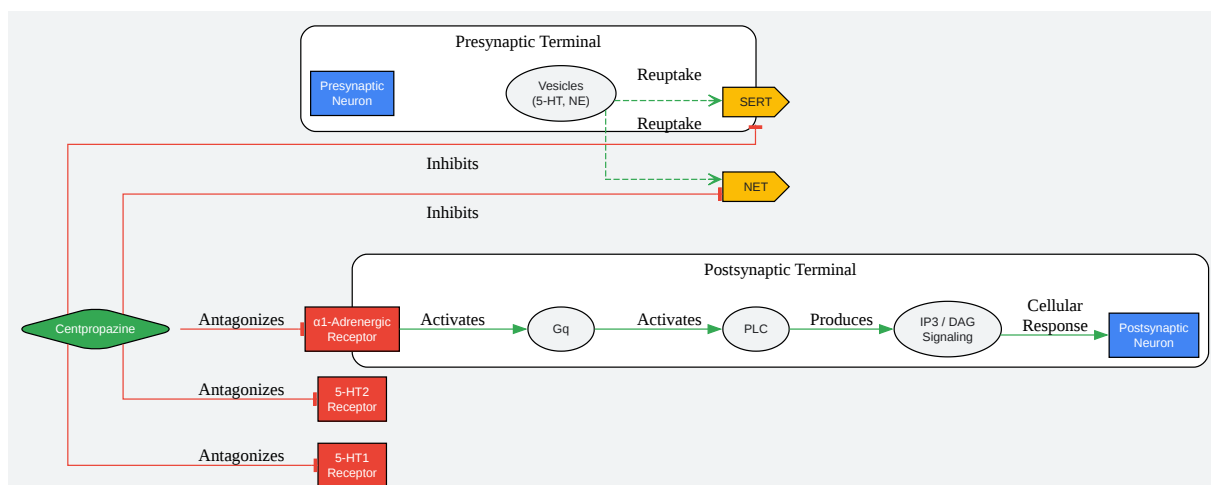 Presynaptic Terminal
Presynaptic
Neuron
Vesicles
(5-HT, NE)
Reuptake
SERT
Reuptake
Inhibits
NET
Inhibits
Postsynaptic Terminal
Centpropazine
Antagonizes
α1-Adrenergic
Receptor
Activates
Gq
Activates
PLC
Produces
IP3 / DAG
Signaling
Cellular
Response
Postsynaptic
Neuron
Antagonizes
5-HT2
Receptor
Antagonizes
5-HT1
Receptor